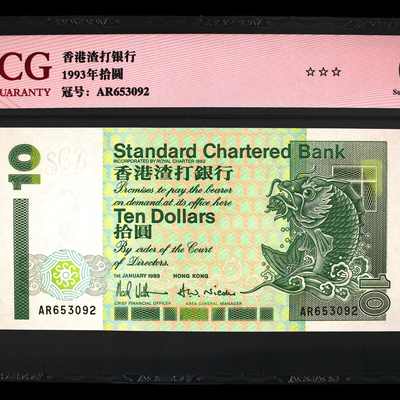 CG
UARANTY
香港渣打银行
1993年拾圓
冠号: AR653092
☆☆☆
Su
10
SCB
Standard Chartered Bank
INCORPORATED BY ROYAL CHARTER 1853
香港渣打銀行
Promises to pay the bearer
on demand at its office here
Ten Dollars
拾圓
By order of the Court
of Directors.
1st JANUARY 1993 HONG KONG
CHIEF FINANCIAL OFFICER AREA GENERAL MANAGER
AR653092
AR653092
10